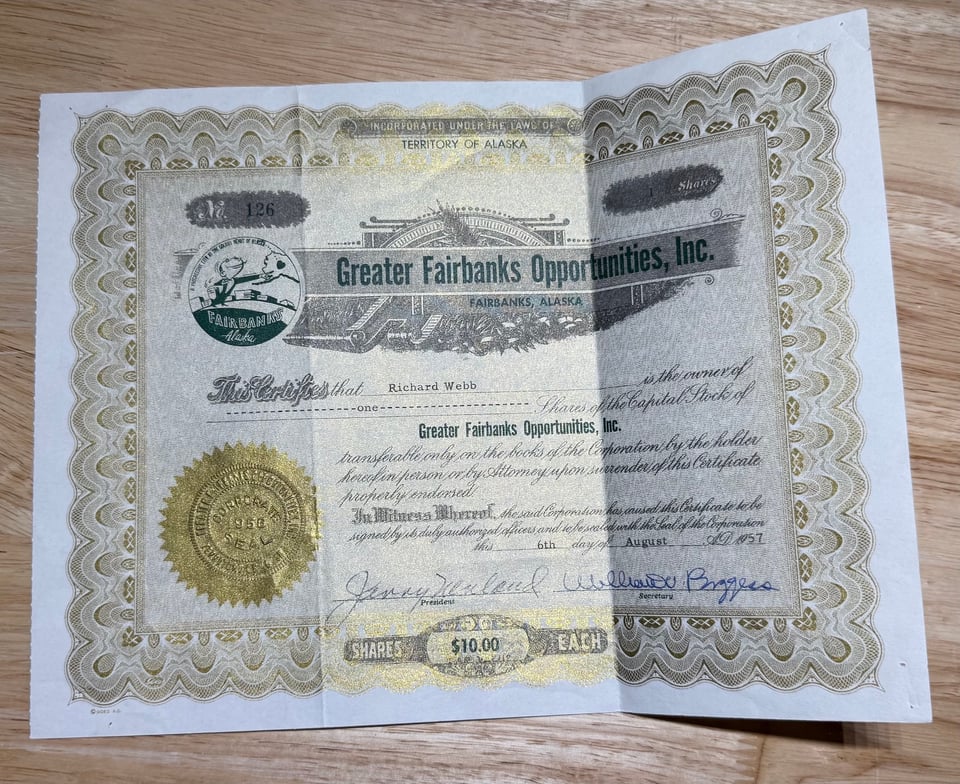 INCORPORATED UNDER THE LAWS OF
TERRITORY OF ALASKA
No. 126
1 Shares
Greater Fairbanks Opportunities, Inc.
FAIRBANKS, ALASKA
FAIRBANKS
Alaska
This Certifies that Richard Webb is the owner of
one Shares of the Capital Stock of
Greater Fairbanks Opportunities, Inc.
transferable only on the books of the Corporation by the holder
hereof in person or by Attorney upon surrender of this Certificate
properly endorsed.
In Witness Whereof, the said Corporation has caused this Certificate to be
signed by its duly authorized officers and to be sealed with the Seal of the Corporation
this 6th day of August A.D. 1957
CORPORATE
SEAL
President
William Biggess
Secretary
SHARES $10.00 EACH
© GOES